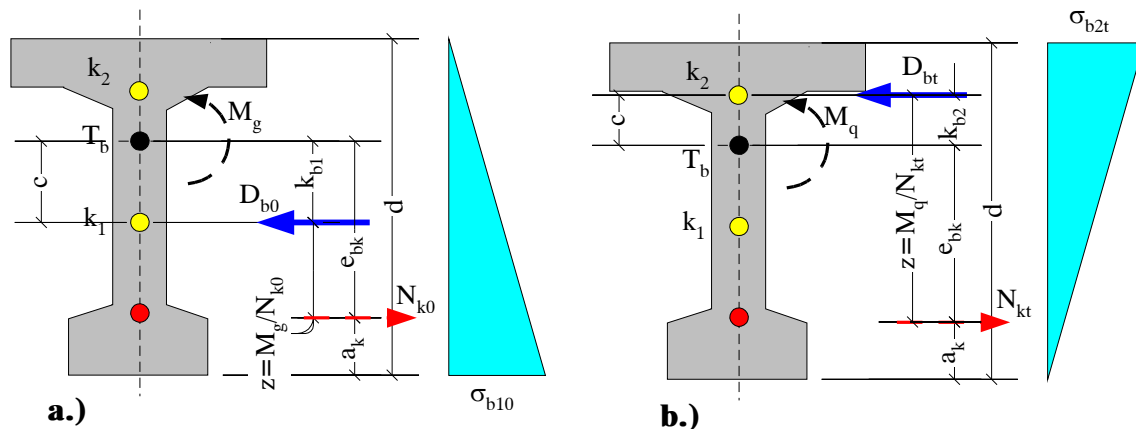 k2
Mg
Tb
c
kb1
Db0
k1
ebk
d
z=Mg/Nk0
Nk0
ak
σb10
a.)
σb2t
k2
Dbt
c
Mq
kb2
Tb
z=Mq/Nkt
d
k1
ebk
Nkt
ak
b.)